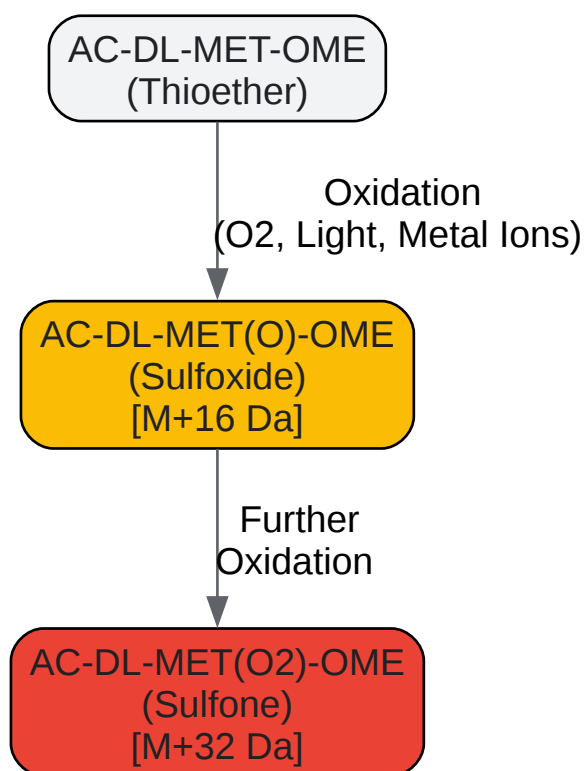 AC-DL-MET-OME
(Thioether)
Oxidation
(O2, Light, Metal Ions)
AC-DL-MET(O)-OME
(Sulfoxide)
[M+16 Da]
Further
Oxidation
AC-DL-MET(O2)-OME
(Sulfone)
[M+32 Da]